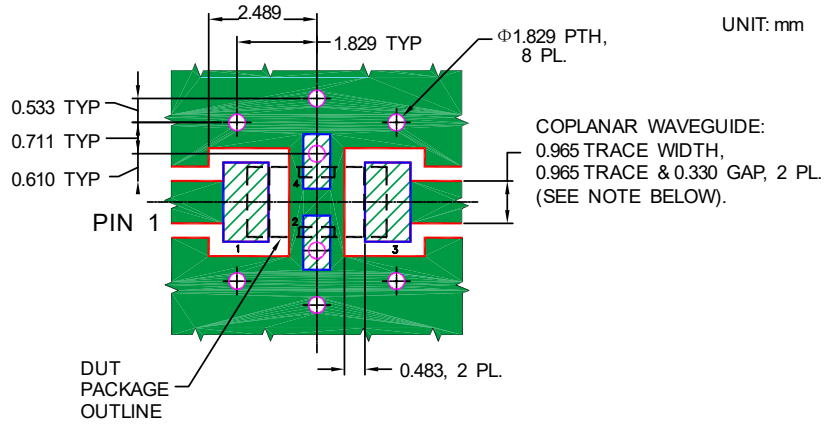 2.489
UNIT: mm
1.829 TYP
Φ1.829 PTH,
8 PL.
0.533 TYP
0.711 TYP
0.610 TYP
COPLANAR WAVEGUIDE:
0.965 TRACE WIDTH,
0.965 TRACE & 0.330 GAP, 2 PL.
(SEE NOTE BELOW).
4
PIN 1
2
1
3
0.483, 2 PL.
DUT
PACKAGE
OUTLINE